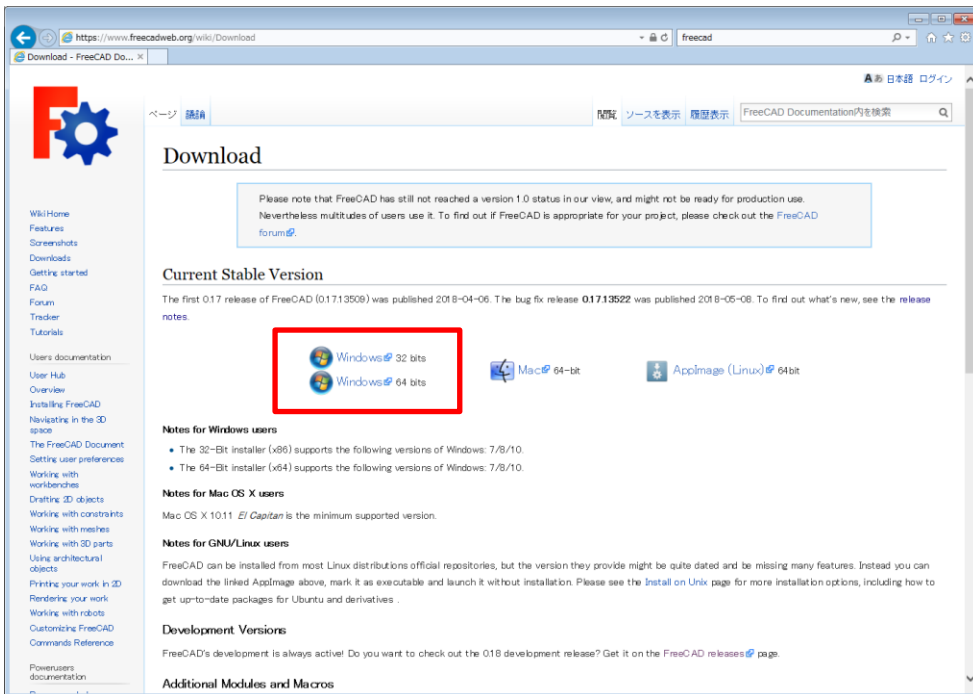 https://www.freecadweb.org/wiki/Download
freecad
Download - FreeCAD Do...
Aあ 日本語 ログイン
ページ 議論 閲覧 ソースを表示 履歴表示 FreeCAD Documentation内を検索
Download
Please note that FreeCAD has still not reached a version 1.0 status in our view, and might not be ready for production use.
Nevertheless multitudes of users use it. To find out if FreeCAD is appropriate for your project, please check out the FreeCAD
forum.
Wiki Home
Features
Screenshots
Downloads
Getting started
FAQ
Forum
Tracker
Tutorials
Current Stable Version
The first 0.17 release of FreeCAD (0.17.13509) was published 2018-04-06. The bug fix release 0.17.13522 was published 2018-05-08. To find out what's new, see the release
notes.
Windows 32 bits
Windows 64 bits
Mac 64-bit
AppImage (Linux) 64bit
Users documentation
User Hub
Overview
Installing FreeCAD
Navigating in the 3D
space
The FreeCAD Document
Setting user preferences
Working with
workbenches
Drafting 2D objects
Working with constraints
Working with meshes
Working with 3D parts
Using architectural
objects
Printing your work in 2D
Rendering your work
Working with robots
Customizing FreeCAD
Commands Reference
Powerusers
documentation
Notes for Windows users
The 32-Bit installer (x86) supports the following versions of Windows: 7/8/10.
The 64-Bit installer (x64) supports the following versions of Windows: 7/8/10.
Notes for Mac OS X users
Mac OS X 10.11 El Capitan is the minimum supported version.
Notes for GNU/Linux users
FreeCAD can be installed from most Linux distributions official repositories, but the version they provide might be quite dated and be missing many features. Instead you can
download the linked AppImage above, mark it as executable and launch it without installation. Please see the Install on Unix page for more installation options, including how to
get up-to-date packages for Ubuntu and derivatives .
Development Versions
FreeCAD's development is always active! Do you want to check out the 0.18 development release? Get it on the FreeCAD releases page.
Additional Modules and Macros